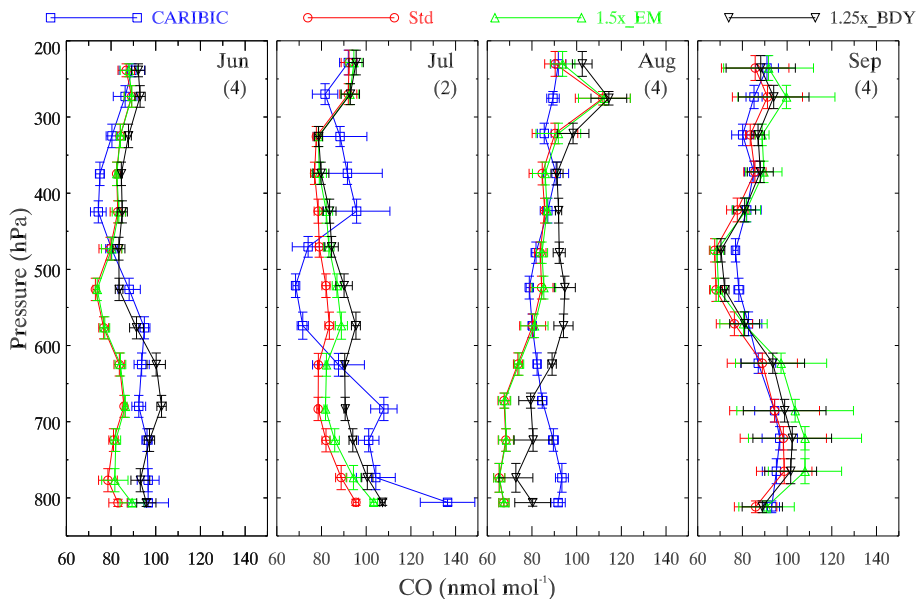 CARIBIC Std 1.5x_EM 1.25x_BDY
200 300 400 500 600 700 800
Pressure (hPa)
Jun
(4)
Jul
(2)
Aug
(4)
Sep
(4)
60 80 100 120 140 60 80 100 120 140 60 80 100 120 140 60 80 100 120 140
CO (nmol mol⁻¹)